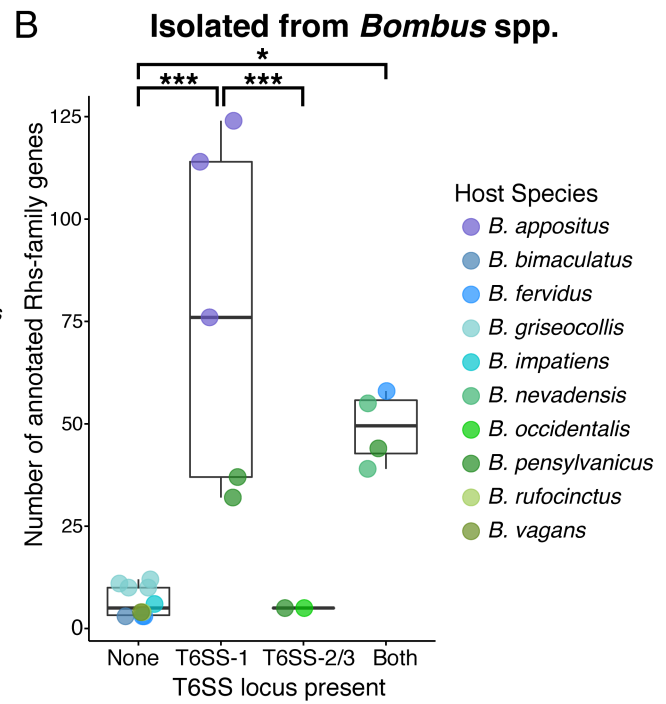 B
Isolated from Bombus spp.
*
***
***
Number of annotated Rhs-family genes
125
100
75
50
25
0
None
T6SS-1
T6SS-2/3
Both
T6SS locus present
Host Species
B. appositus
B. bimaculatus
B. fervidus
B. griseocollis
B. impatiens
B. nevadensis
B. occidentalis
B. pensylvanicus
B. rufocinctus
B. vagans